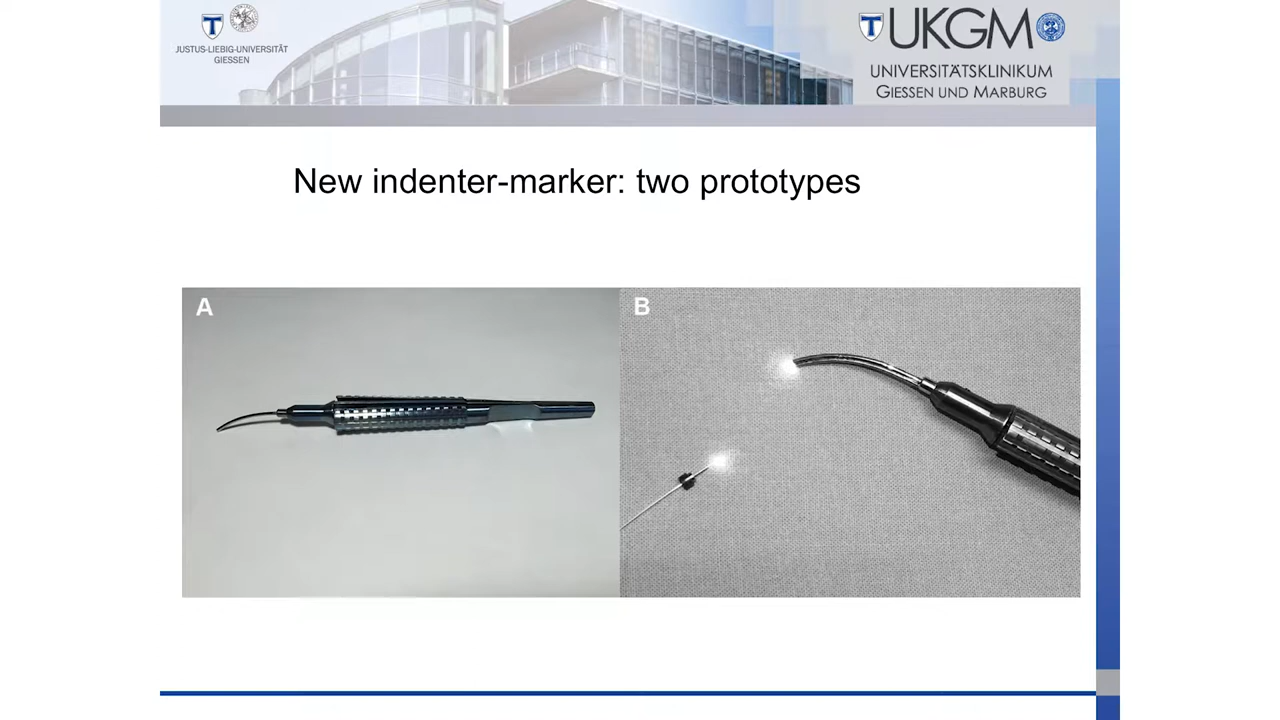 JUSTUS-LIEBIG-UNIVERSITÄT
GIESSEN
UKGM
UNIVERSITÄTSKLINIKUM
GIESSEN UND MARBURG
New indenter-marker: two prototypes
A
B